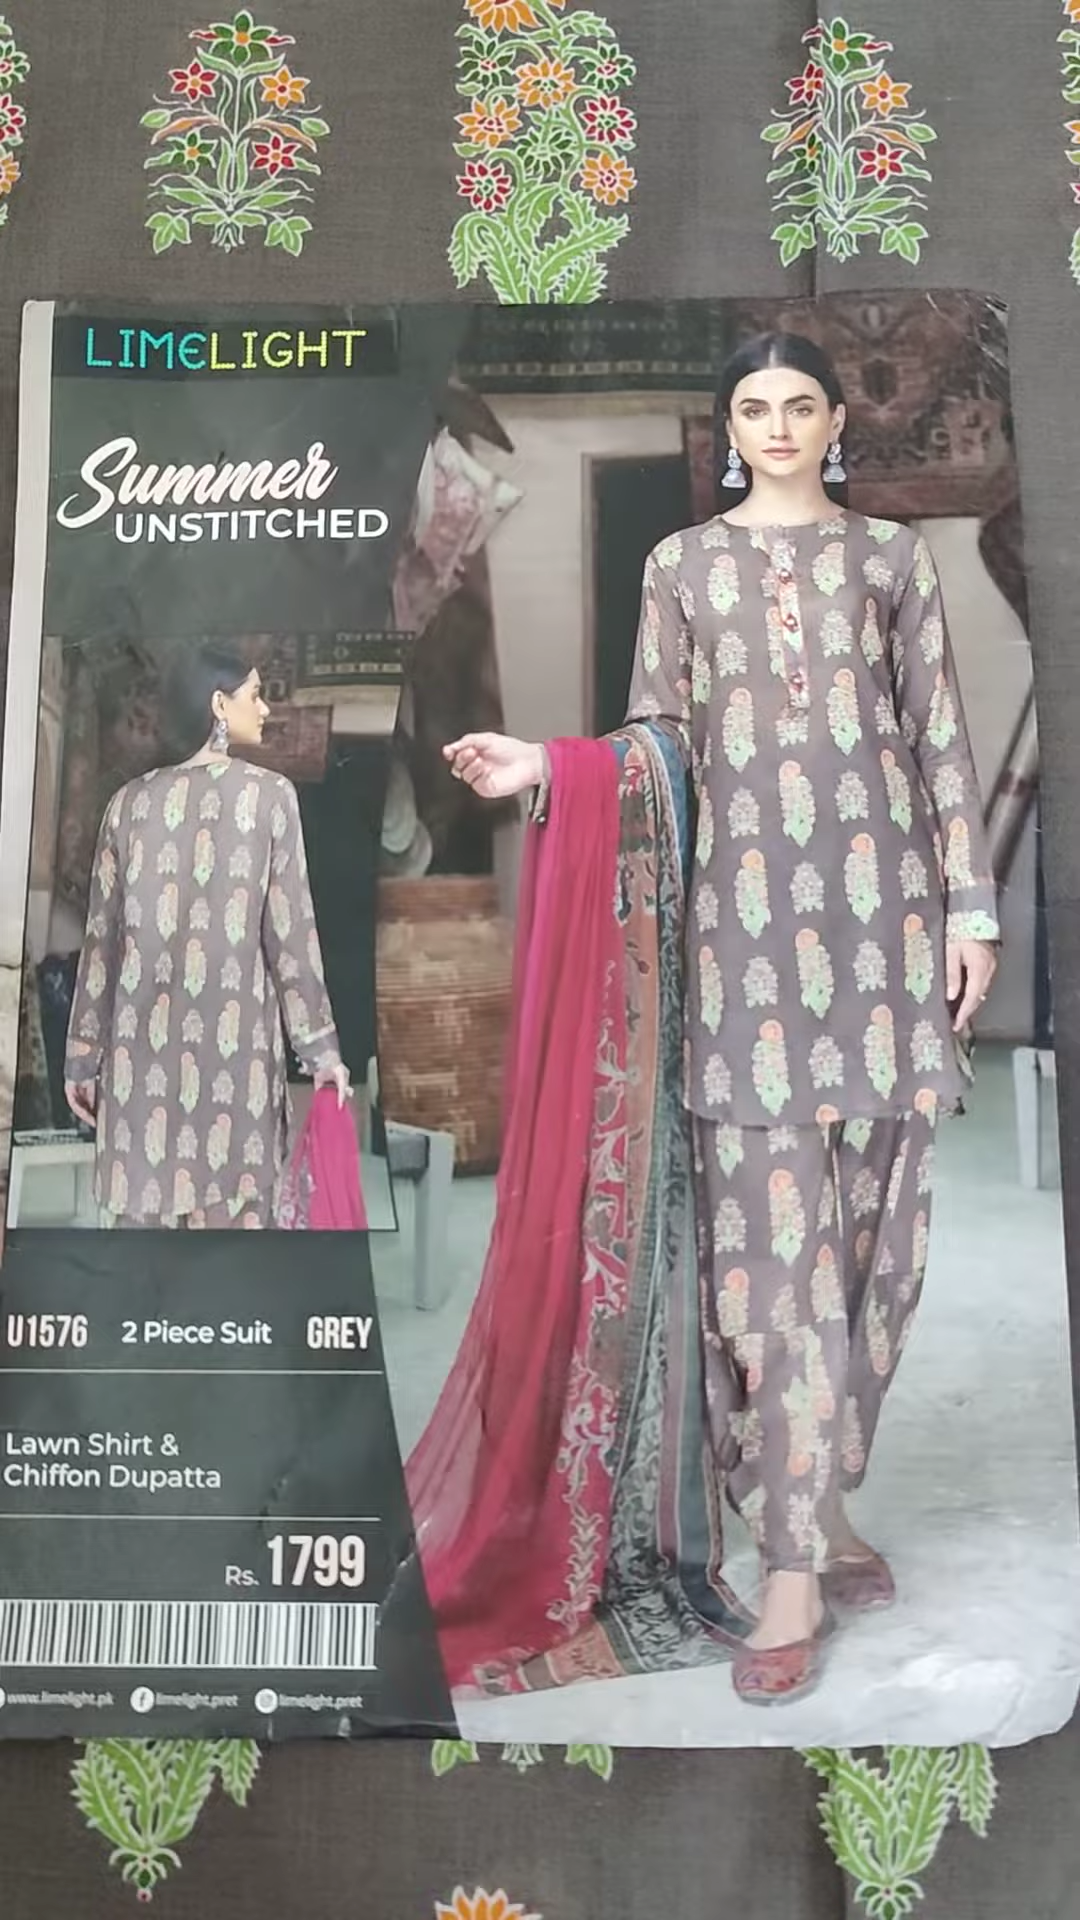 LIMELIGHT
Summer
UNSTITCHED
U1576 2 Piece Suit GREY
Lawn Shirt &
Chiffon Dupatta
Rs. 1799
www.limelight.pk limelight.pret limelight.pret